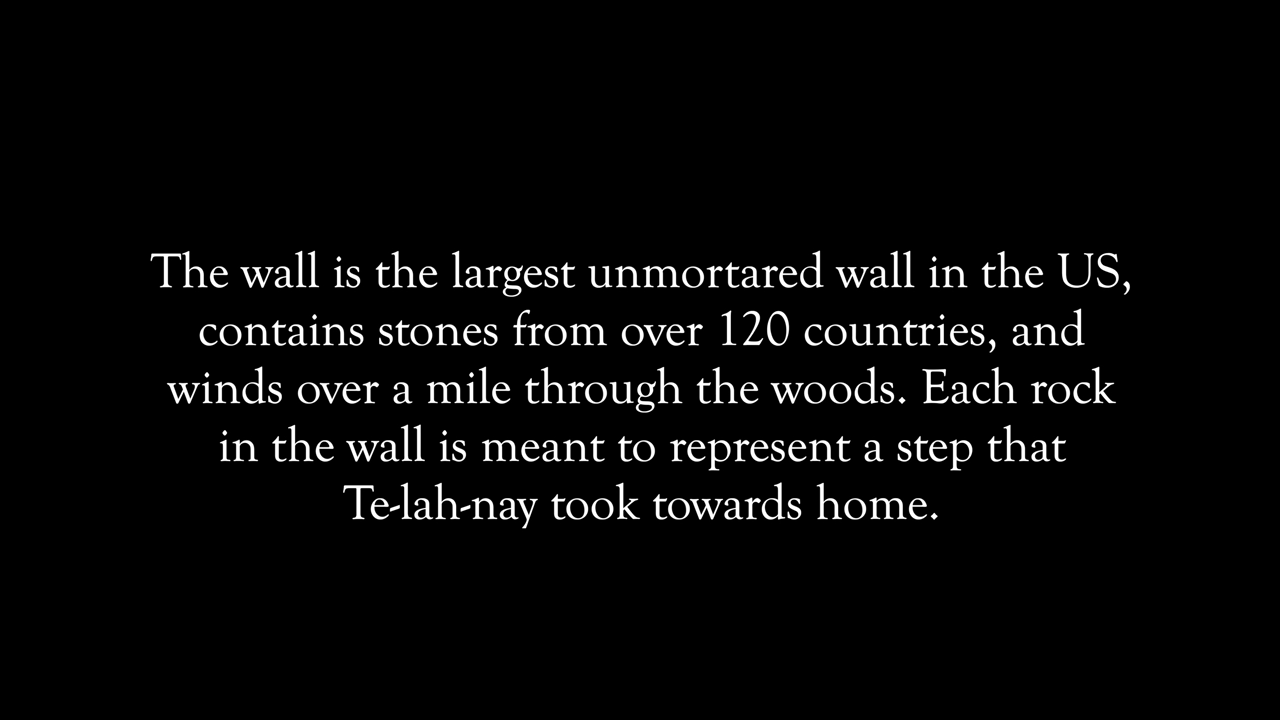 The wall is the largest unmortared wall in the US,
contains stones from over 120 countries, and
winds over a mile through the woods. Each rock
in the wall is meant to represent a step that
Te-lah-nay took towards home.